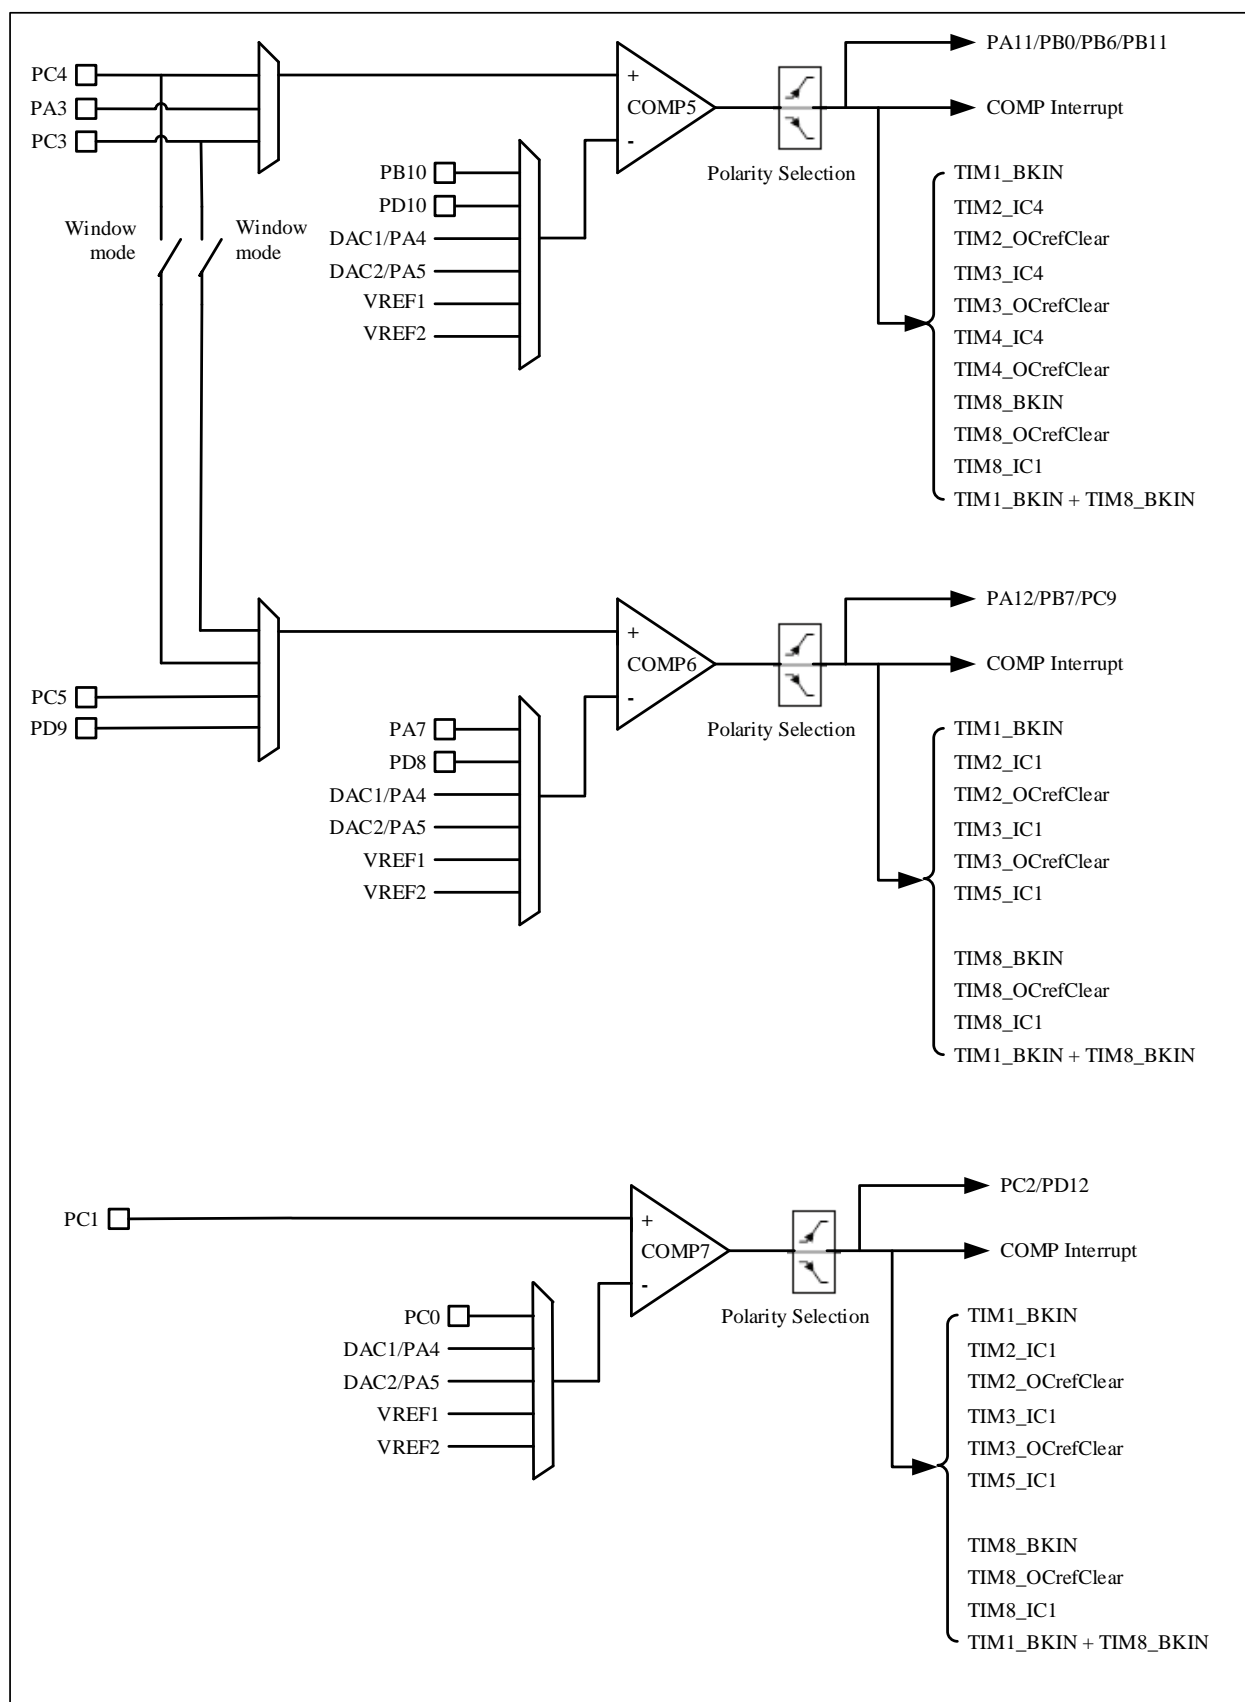 PA11/PB0/PB6/PB11
PC4
+
COMP5
-
PA3
COMP Interrupt
PC3
Polarity Selection
PB10
PD10
DAC1/PA4
DAC2/PA5
VREF1
VREF2
Window
mode
Window
mode
TIM1_BKIN
TIM2_IC4
TIM2_OCrefClear
TIM3_IC4
TIM3_OCrefClear
TIM4_IC4
TIM4_OCrefClear
TIM8_BKIN
TIM8_OCrefClear
TIM8_IC1
TIM1_BKIN + TIM8_BKIN
PA12/PB7/PC9
+
COMP6
-
COMP Interrupt
PC5
PD9
Polarity Selection
PA7
PD8
DAC1/PA4
DAC2/PA5
VREF1
VREF2
TIM1_BKIN
TIM2_IC1
TIM2_OCrefClear
TIM3_IC1
TIM3_OCrefClear
TIM5_IC1
TIM8_BKIN
TIM8_OCrefClear
TIM8_IC1
TIM1_BKIN + TIM8_BKIN
PC2/PD12
PC1
+
COMP7
-
COMP Interrupt
Polarity Selection
PC0
DAC1/PA4
DAC2/PA5
VREF1
VREF2
TIM1_BKIN
TIM2_IC1
TIM2_OCrefClear
TIM3_IC1
TIM3_OCrefClear
TIM5_IC1
TIM8_BKIN
TIM8_OCrefClear
TIM8_IC1
TIM1_BKIN + TIM8_BKIN